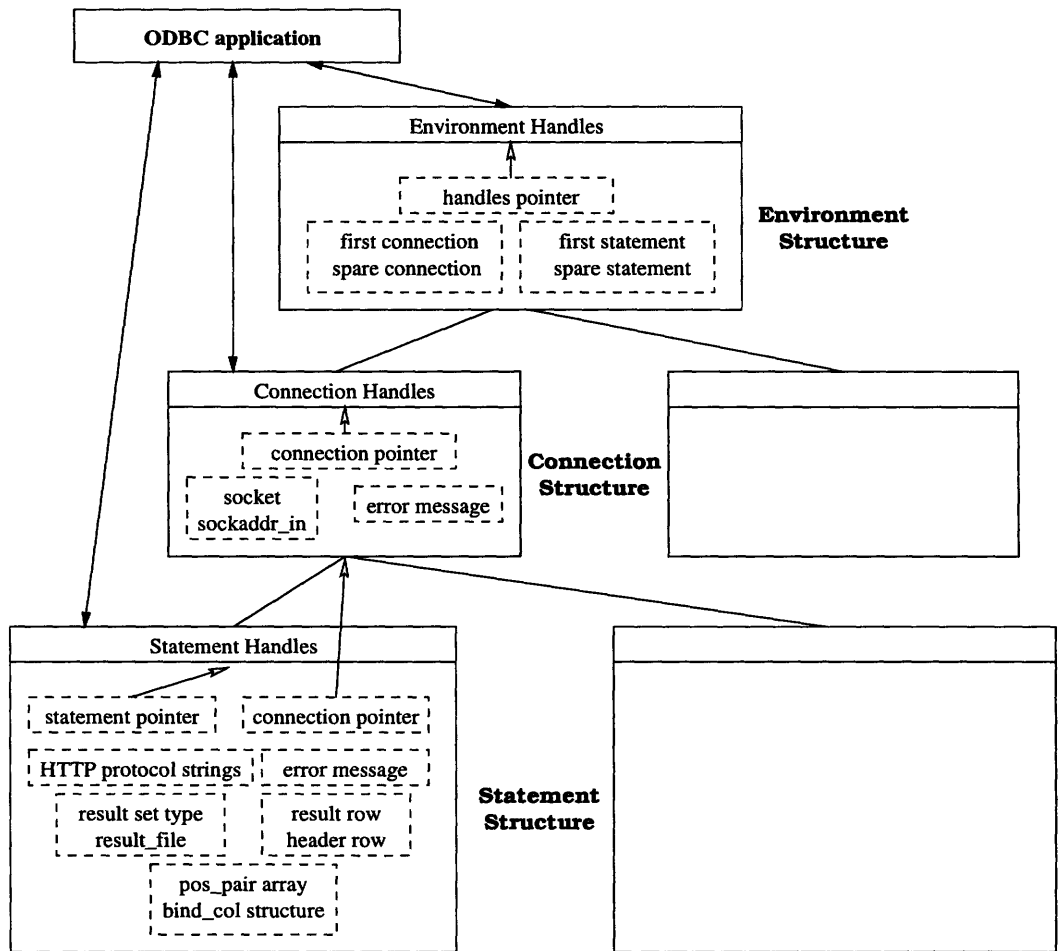 ODBC application
Environment Handles
handles pointer
first connection
spare connection
first statement
spare statement
Environment
Structure
Connection Handles
connection pointer
socket
sockaddr_in
error message
Connection
Structure
Statement Handles
statement pointer
connection pointer
HTTP protocol strings
error message
result set type
result_file
result row
header row
pos_pair array
bind_col structure
Statement
Structure